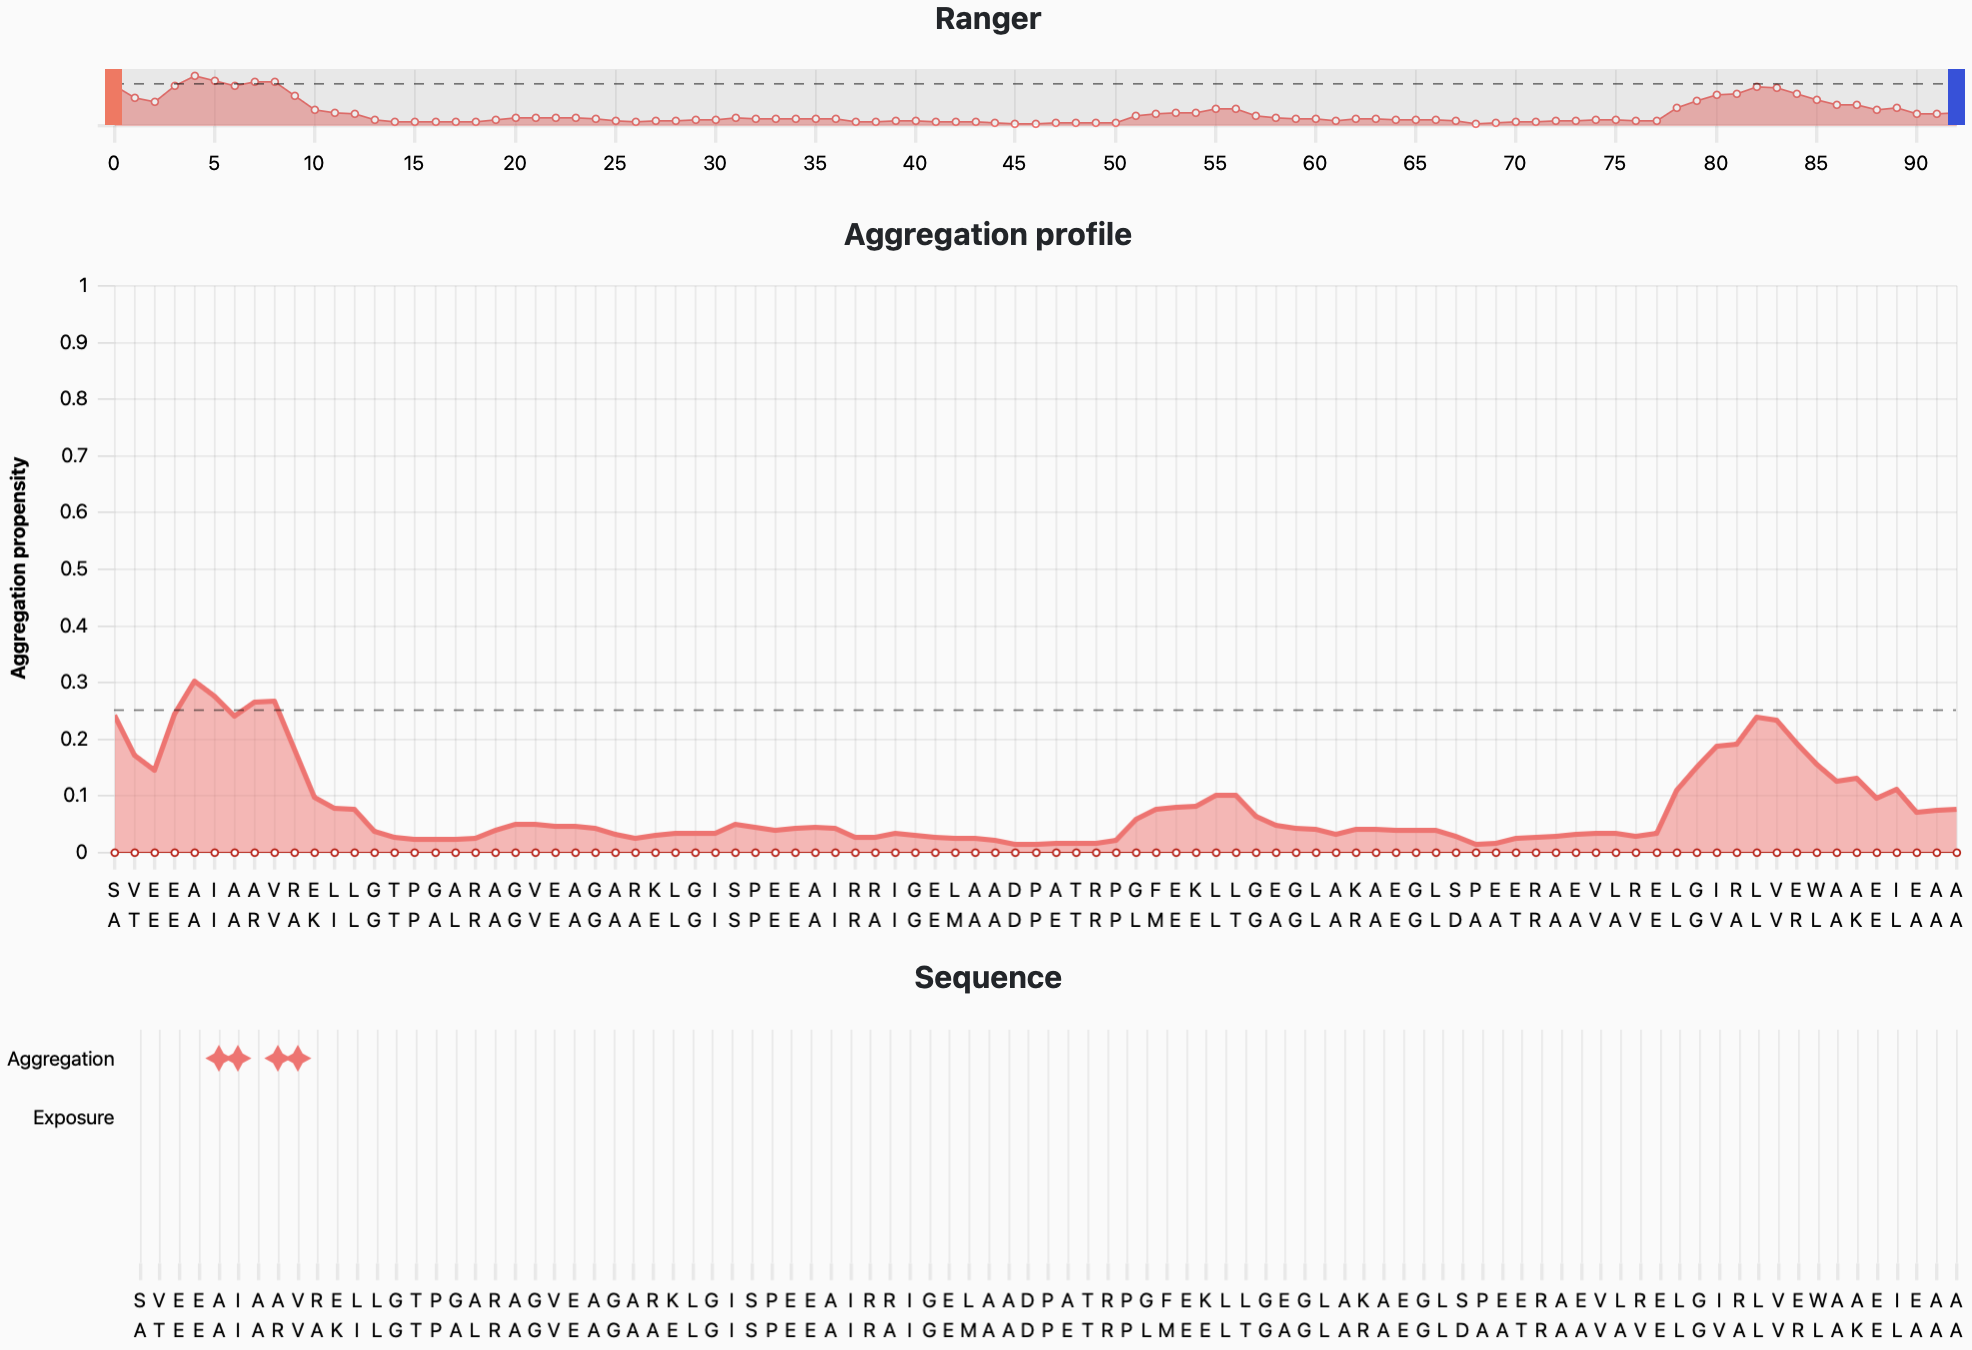 Ranger
0 5 10 15 20 25 30 35 40 45 50 55 60 65 70 75 80 85 90
Aggregation profile
Aggregation propensity
1
0.9
0.8
0.7
0.6
0.5
0.4
0.3
0.2
0.1
0
S V E E A I A A V R E L L G T P G A R A G V E A G A R K L G I S P E E A I R R I G E L A A D P A T R P G F E K L L G E G L A K A E G L S P E E R A E V L R E L G I R L V E W A A E I E A A
A T E E A I A R V A K I L G T P A L R A G V E A G A A E L G I S P E E A I R A I G E M A A D P E T R P L M E E L T G A G L A R A E G L D A A T R A A V A V E L G V A L V R L A K E L A A A
Sequence
Aggregation
Exposure
S V E E A I A A V R E L L G T P G A R A G V E A G A R K L G I S P E E A I R R I G E L A A D P A T R P G F E K L L G E G L A K A E G L S P E E R A E V L R E L G I R L V E W A A E I E A A
A T E E A I A R V A K I L G T P A L R A G V E A G A A E L G I S P E E A I R A I G E M A A D P E T R P L M E E L T G A G L A R A E G L D A A T R A A V A V E L G V A L V R L A K E L A A A